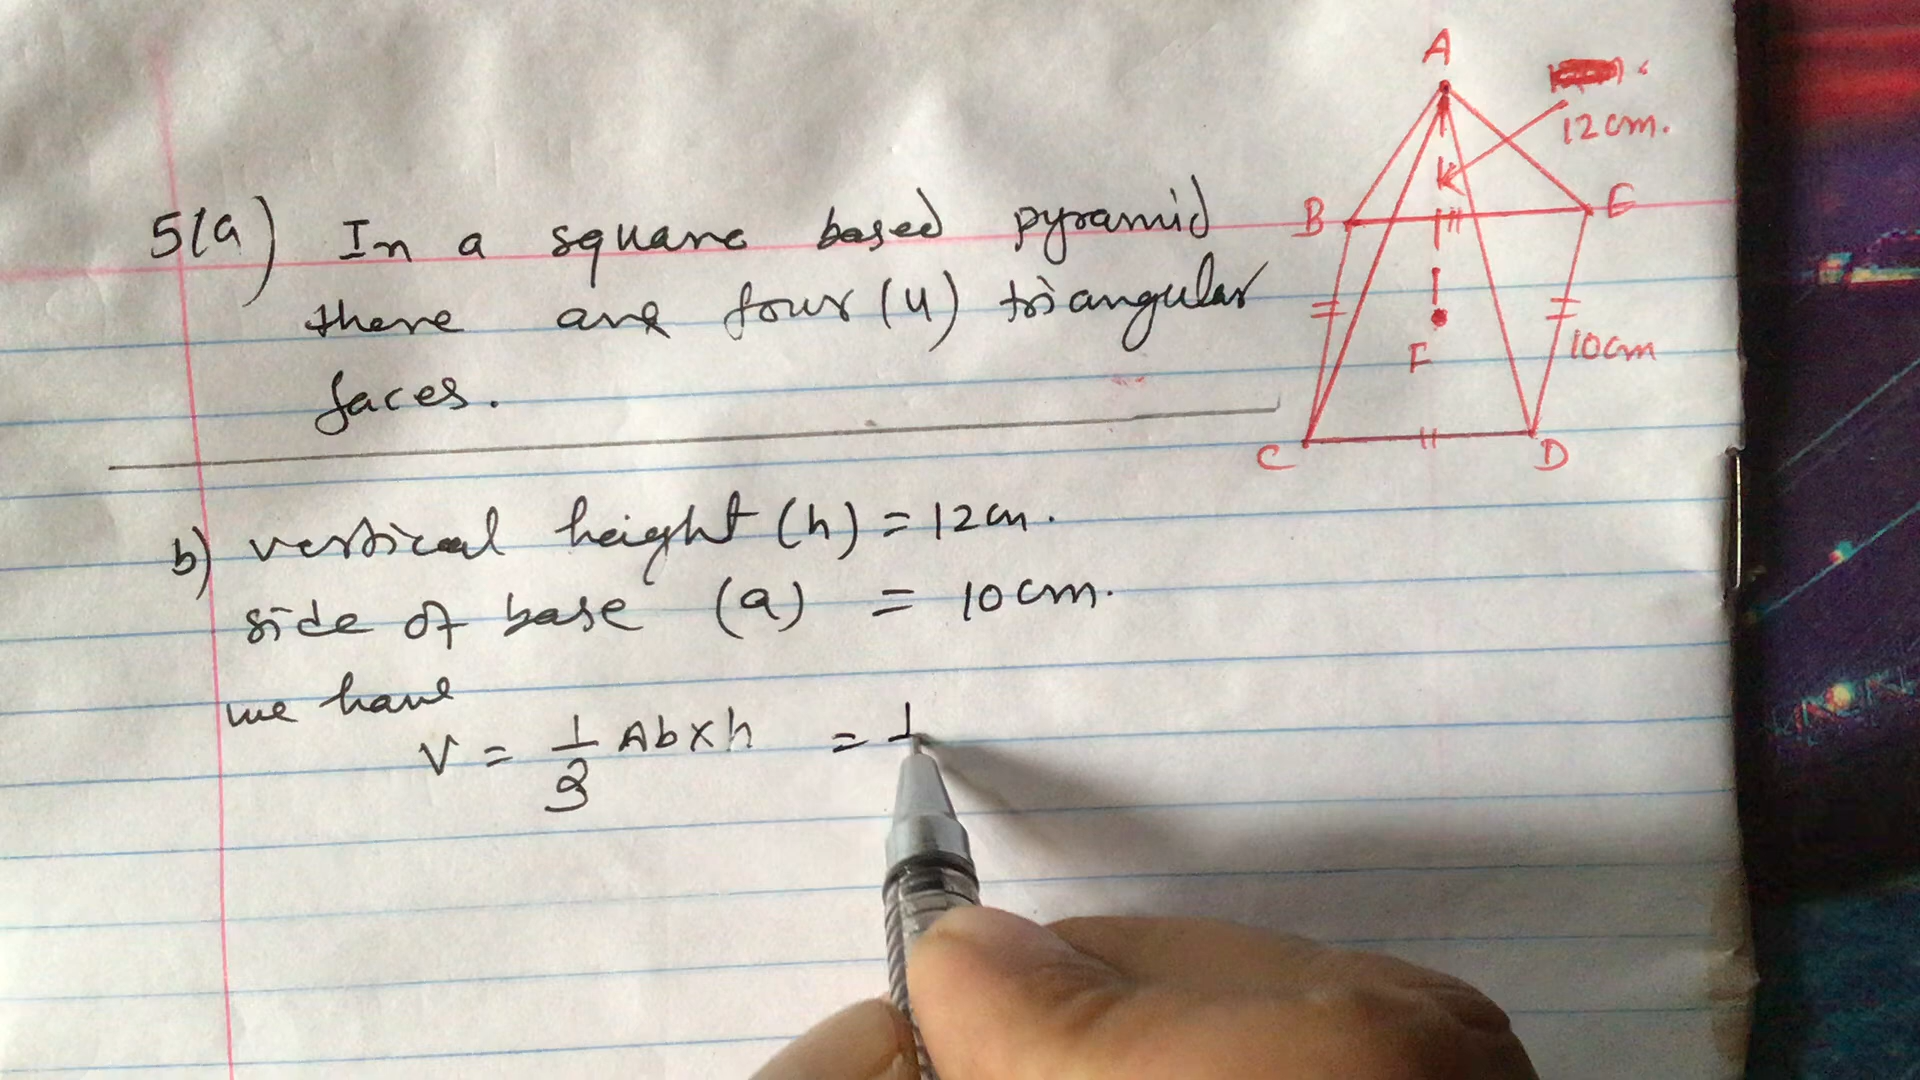 5(a) In a square based pyramid
there are four (4) triangular
faces.
b) vertical height (h) = 12cm.
side of base (a) = 10cm.
we have
V = 1/3 Ab×h = 1
A
12cm.
B
E
10cm
F
C
D